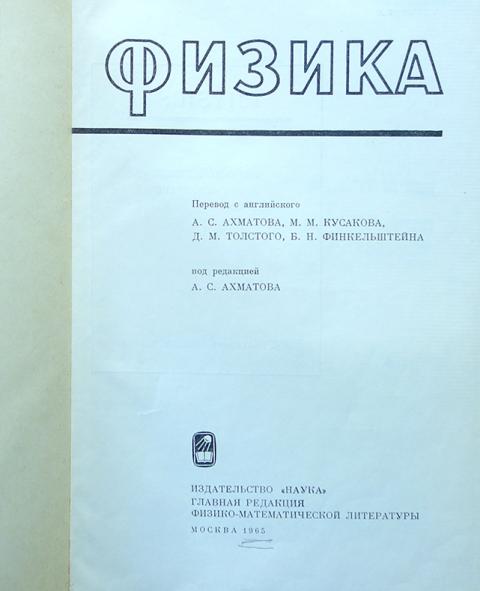 ФИЗИКА
Перевод с английского
А. С. АХМАТОВА, М. М. КУСАКОВА,
Д. М. ТОЛСТОГО, Б. Н. ФИНКЕЛЬШТЕЙНА
под редакцией
А. С. АХМАТОВА
ИЗДАТЕЛЬСТВО «НАУКА»
ГЛАВНАЯ РЕДАКЦИЯ
ФИЗИКО-МАТЕМАТИЧЕСКОЙ ЛИТЕРАТУРЫ
МОСКВА 1965